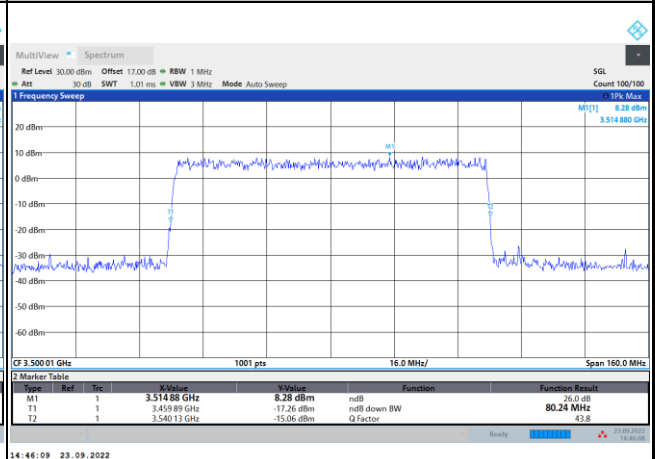 MultiView Spectrum
Ref Level 30.00 dBm Offset 17.00 dB RBW 1 MHz SGL
Att 30 dB SWT 1.01 ms VBW 3 MHz Mode Auto Sweep Count 100/100
1 Frequency Sweep 1Pk Max
M1[1] 8.28 dBm
3.514 880 GHz
20 dBm
M1
10 dBm
0 dBm
-10 dBm
T1 T2
-20 dBm
-30 dBm
-40 dBm
-50 dBm
-60 dBm
CF 3.500 01 GHz 1001 pts 16.0 MHz/ Span 160.0 MHz
2 Marker Table
Type Ref Trc X-Value Y-Value Function Function Result
M1 1 3.514 88 GHz 8.28 dBm ndB 26.0 dB
T1 1 3.459 89 GHz -17.26 dBm ndB down BW 80.24 MHz
T2 1 3.540 13 GHz -15.06 dBm Q Factor 43.8
Ready 23.09.2022
14:46:08
14:46:09 23.09.2022